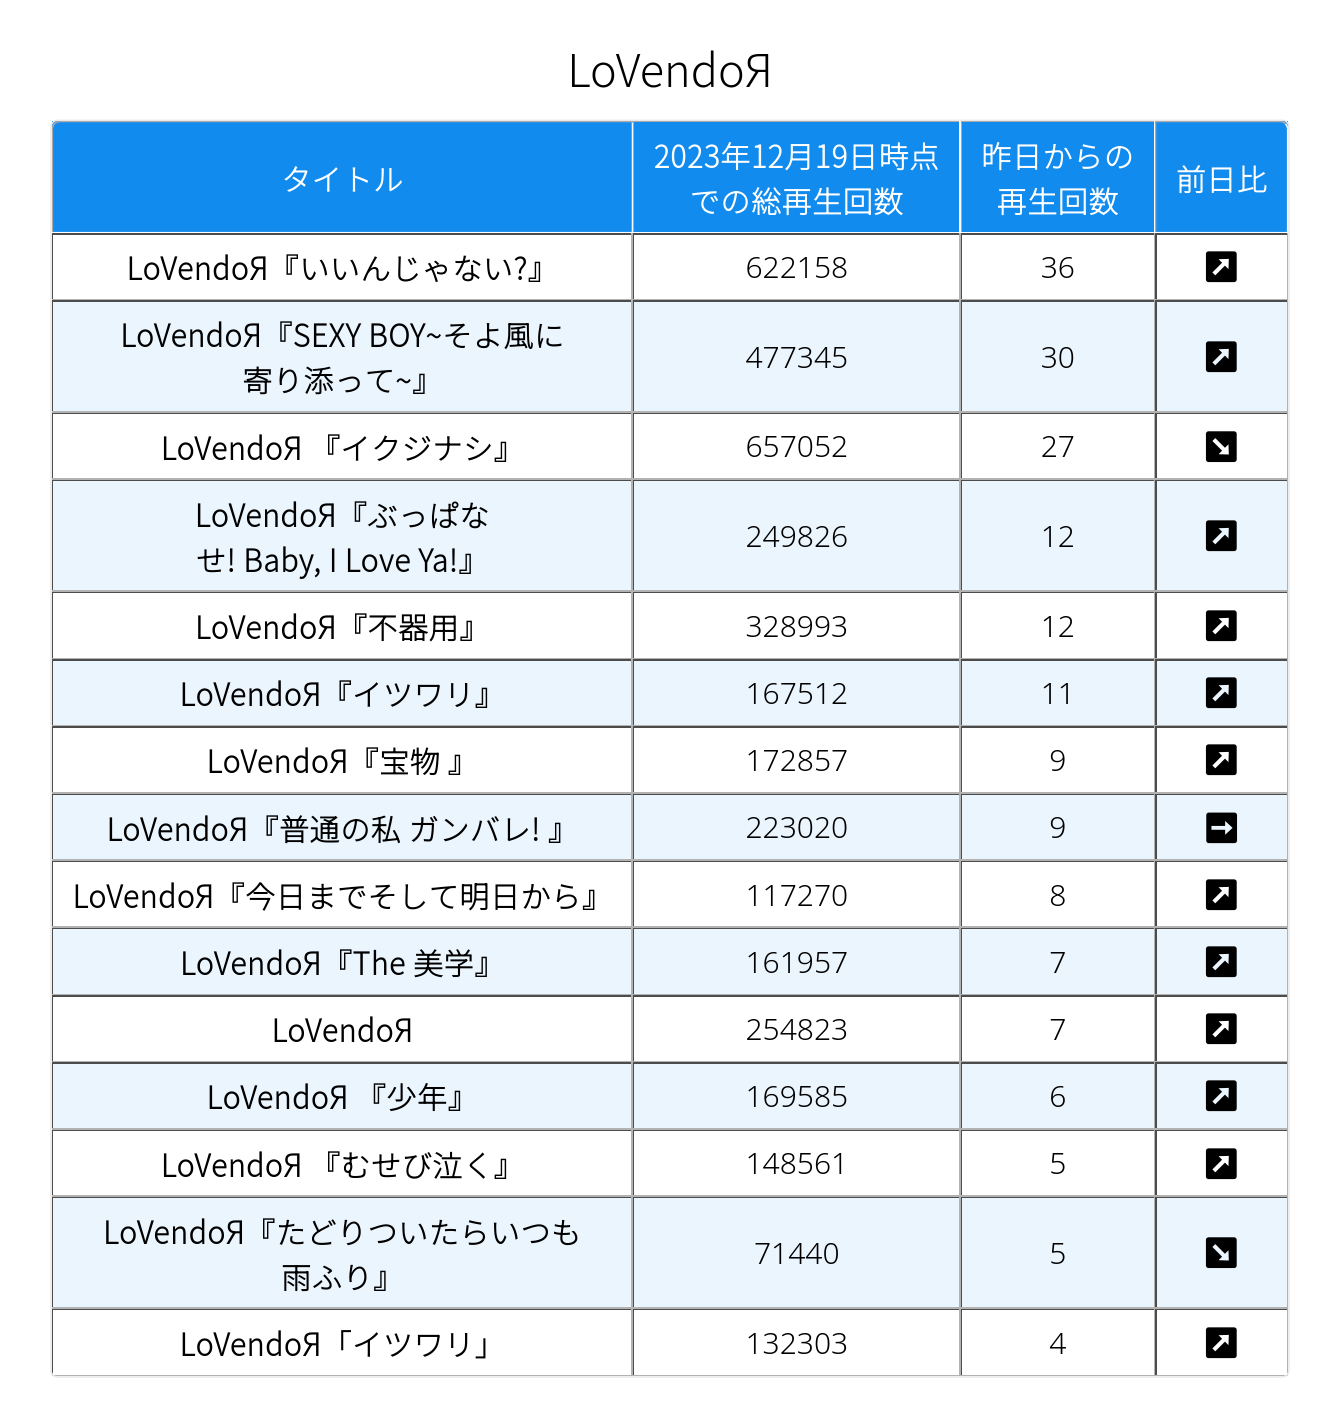 LoVendoЯ
タイトル
2023年12月19日時点
での総再生回数
昨日からの
再生回数
前日比
LoVendoЯ『いいんじゃない?』 622158 36
LoVendoЯ『SEXY BOY~そよ風に
寄り添って~』 477345 30
LoVendoЯ 『イクジナシ』 657052 27
LoVendoЯ『ぶっぱな
せ! Baby, I Love Ya!』 249826 12
LoVendoЯ『不器用』 328993 12
LoVendoЯ『イツワリ』 167512 11
LoVendoЯ『宝物 』 172857 9
LoVendoЯ『普通の私 ガンバレ! 』 223020 9
LoVendoЯ『今日までそして明日から』 117270 8
LoVendoЯ『The 美学』 161957 7
LoVendoЯ 254823 7
LoVendoЯ 『少年』 169585 6
LoVendoЯ 『むせび泣く』 148561 5
LoVendoЯ『たどりついたらいつも
雨ふり』 71440 5
LoVendoЯ「イツワリ」 132303 4